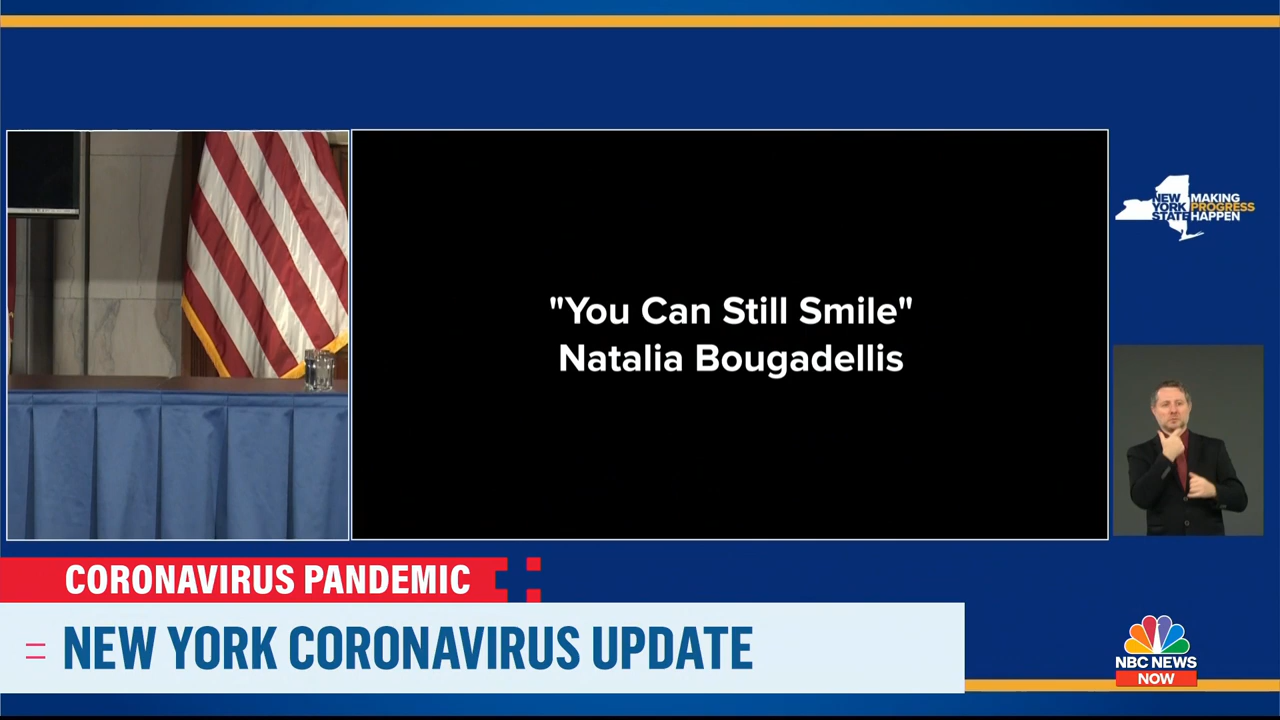 "You Can Still Smile"
Natalia Bougadellis
NEW
YORK
STATE
MAKING
PROGRESS
HAPPEN
CORONAVIRUS PANDEMIC
NEW YORK CORONAVIRUS UPDATE
NBC NEWS
NOW